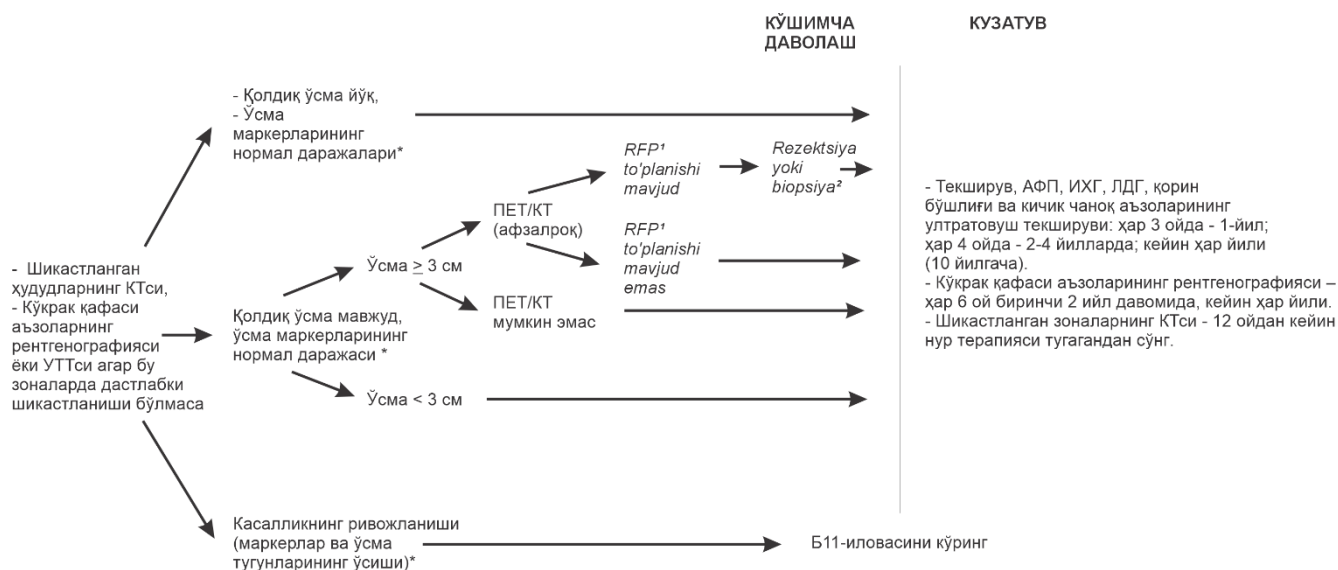 КЎШИМЧА
ДАВОЛАШ
КУЗАТУВ
- Шикастланган
ҳудудларнинг КТси,
- Кўкрак қафаси
аъзоларнинг
рентгенографияси
ёки УТТси агар бу
зоналарда дастлабки
шикастланиши бўлмаса
- Қолдиқ ўсма йўқ,
- Ўсма
маркерларининг
нормал даражалари*
Қолдиқ ўсма мавжуд,
ўсма маркерларининг
нормал даражаси *
Ўсма ≥ 3 см
Ўсма < 3 см
ПЕТ/КТ
(афзалроқ)
ПЕТ/КТ
мумкин эмас
RFP¹
to'planishi
mavjud
RFP¹
to'planishi
mavjud
emas
Rezektsiya
yoki
biopsiya²
- Текширув, АФП, ИХГ, ЛДГ, қорин
бўшлиғи ва кичик чаноқ аъзоларининг
ултратовуш текшируви: ҳар 3 ойда - 1-йил;
ҳар 4 ойда - 2-4 йилларда; кейин ҳар йили
(10 йилгача).
- Кўкрак қафаси аъзоларининг рентгенографияси –
ҳар 6 ой биринчи 2 ийл давомида, кейин ҳар йили.
- Шикастланган зоналарнинг КТси - 12 ойдан кейин
нур терапияси тугагандан сўнг.
Касалликнинг ривожланиши
(маркерлар ва ўсма
тугунларининг ўсиши)*
Б11-иловасини кўринг